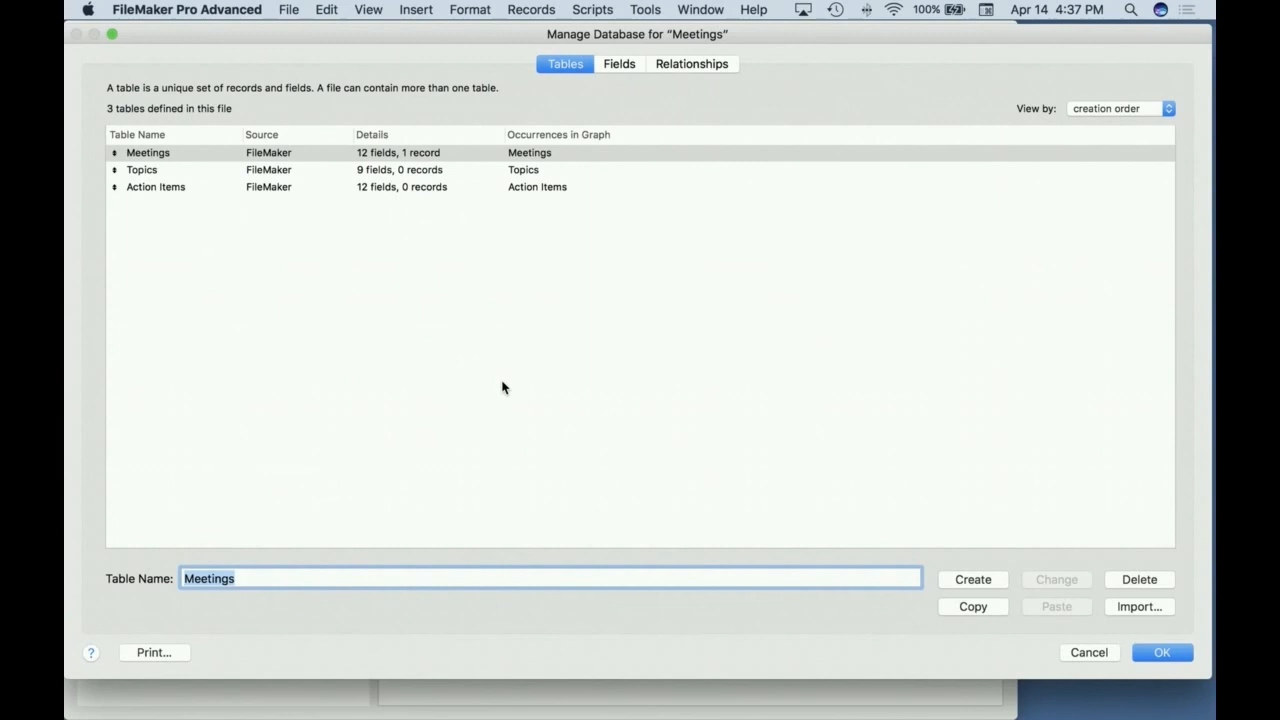 FileMaker Pro Advanced File Edit View Insert Format Records Scripts Tools Window Help 100% Apr 14 4:37 PM
Manage Database for “Meetings”
Tables Fields Relationships
A table is a unique set of records and fields. A file can contain more than one table.
3 tables defined in this file View by: creation order
Table Name Source Details Occurrences in Graph
Meetings FileMaker 12 fields, 1 record Meetings
Topics FileMaker 9 fields, 0 records Topics
Action Items FileMaker 12 fields, 0 records Action Items
Table Name: Meetings Create Change Delete
Copy Paste Import...
? Print... Cancel OK